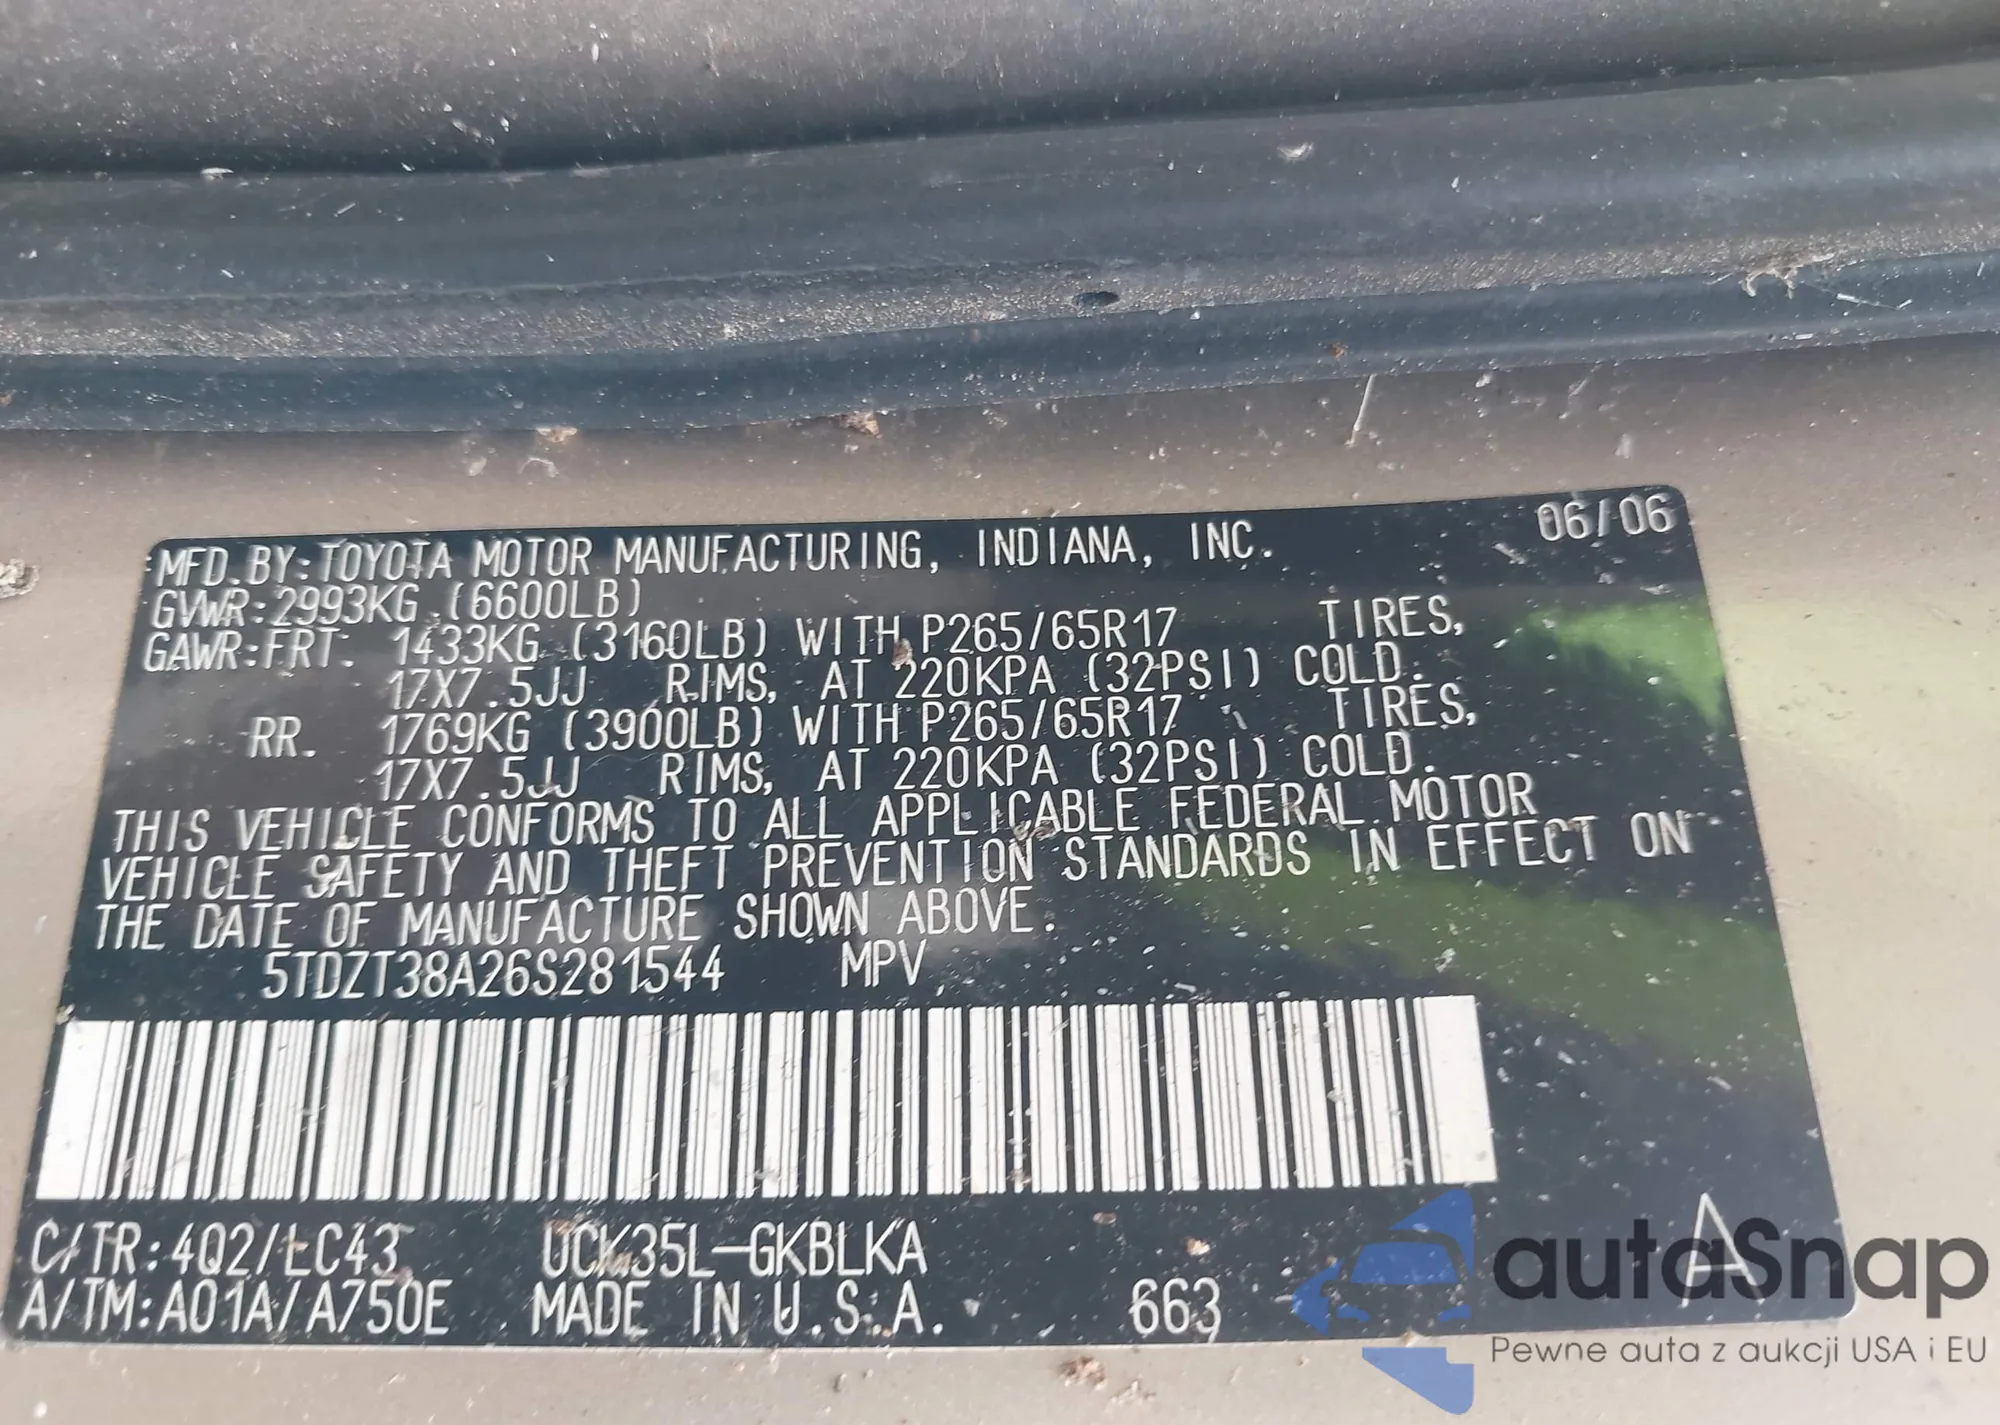 MFD.BY:TOYOTA MOTOR MANUFACTURING, INDIANA, INC. 06/06
GVWR:2993KG (6600LB)
GAWR:FRT. 1433KG (3160LB) WITH P265/65R17 TIRES,
17X7.5JJ RIMS, AT 220KPA (32PSI) COLD.
RR. 1769KG (3900LB) WITH P265/65R17 TIRES,
17X7.5JJ RIMS, AT 220KPA (32PSI) COLD.
THIS VEHICLE CONFORMS TO ALL APPLICABLE FEDERAL MOTOR
VEHICLE SAFETY AND THEFT PREVENTION STANDARDS IN EFFECT ON
THE DATE OF MANUFACTURE SHOWN ABOVE.
5TDZT38A26S281544 MPV
C/TR:4Q2/LC43 UCK35L-GKBLKA
A/TM:A01A/A750E MADE IN U.S.A. 663
A
autaSnap
Pewne auta z aukcji USA i EU